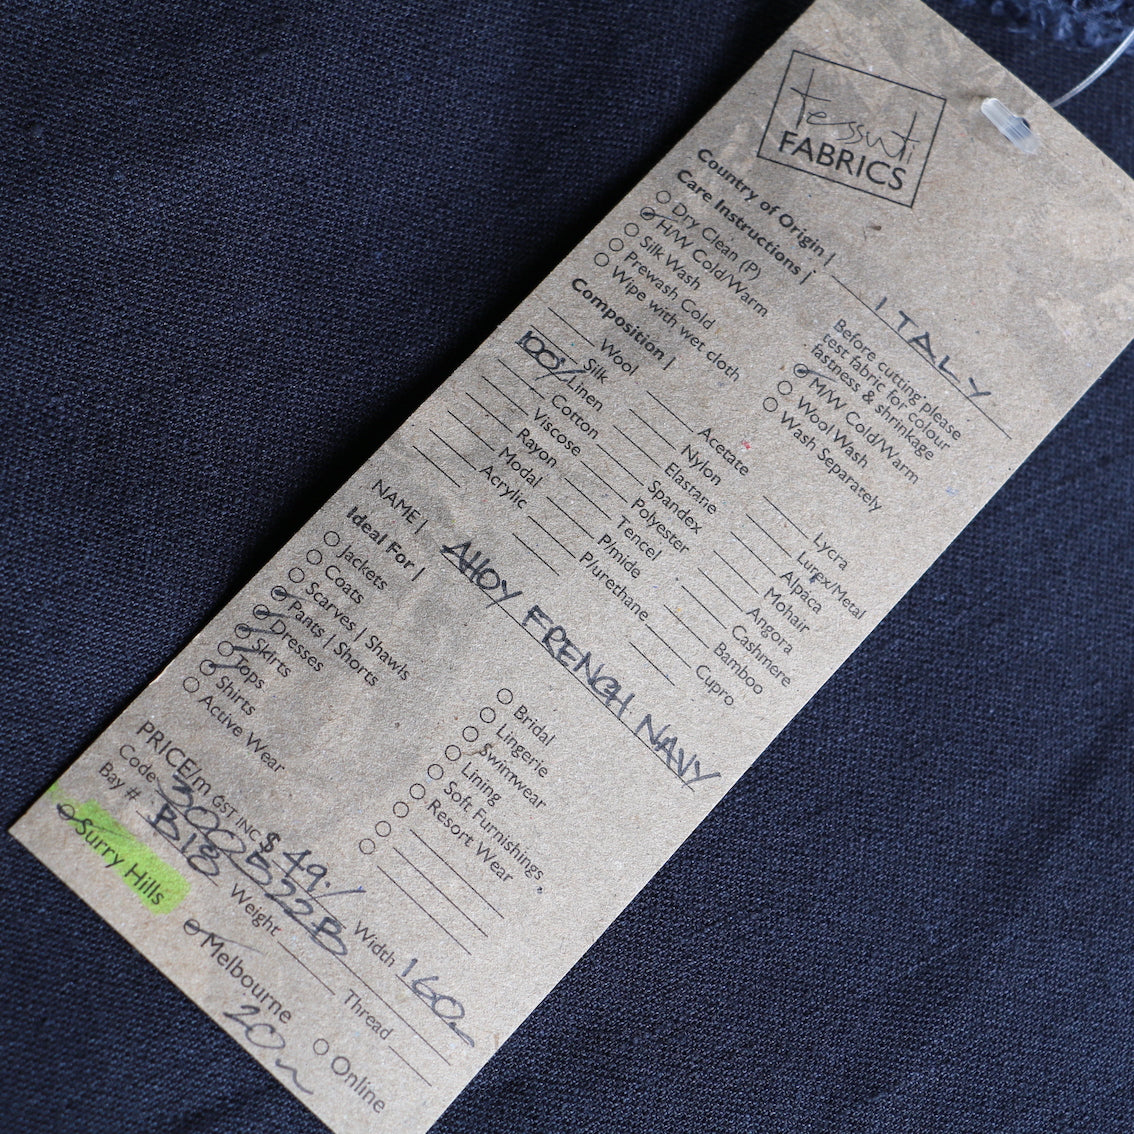 tessuti
FABRICS
Country of Origin | ITALY
Care Instructions |
Dry Clean (P)
H/W Cold/Warm
Silk Wash
Prewash Cold
Wipe with wet cloth
Before cutting please
test fabric for colour
fastness & shrinkage
M/W Cold/Warm
Wool Wash
Wash Separately
Composition |
Wool
Silk
100% Linen
Cotton
Viscose
Rayon
Modal
Acrylic
Acetate
Nylon
Elastane
Spandex
Polyester
Tencel
P/mide
P/urethane
Lycra
Lurex/Metal
Alpaca
Mohair
Angora
Cashmere
Bamboo
Cupro
NAME | AHOY FRENCH NAVY
Ideal For |
Jackets
Coats
Scarves | Shawls
Pants | Shorts
Dresses
Skirts
Tops
Shirts
Active Wear
Bridal
Lingerie
Swimwear
Lining
Soft Furnishings
Resort Wear
PRICE/m GST INC $ 49./ Width 160
Code 300B22B
Bay # B18 Weight Thread
Surry Hills Melbourne Online
20